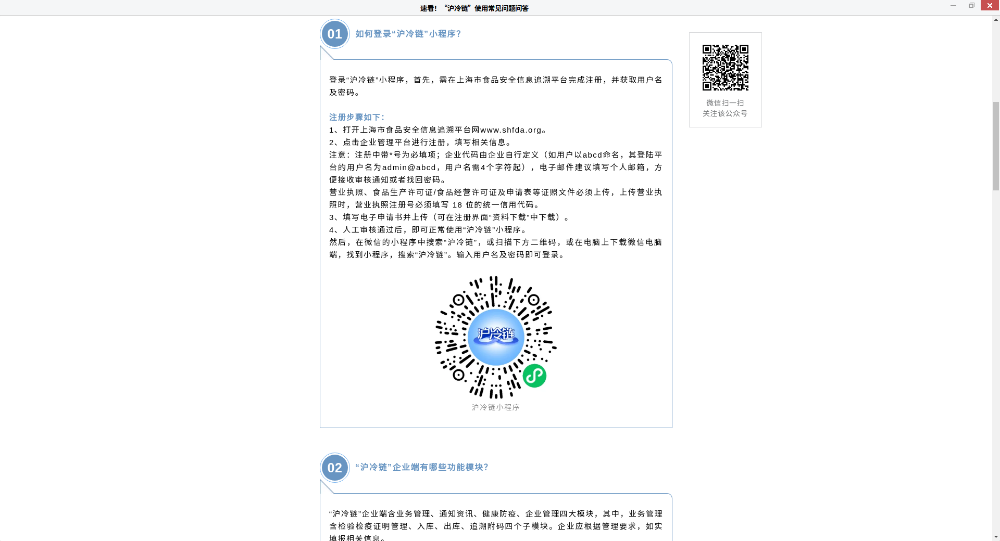 速看！“沪冷链”使用常见问题问答
01
如何登录“沪冷链”小程序？
登录“沪冷链”小程序，首先，需在上海市食品安全信息追溯平台完成注册，并获取用户名
及密码。
注册步骤如下：
1、打开上海市食品安全信息追溯平台网www.shfda.org。
2、点击企业管理平台进行注册，填写相关信息。
注意：注册中带*号为必填项；企业代码由企业自行定义（如用户以abcd命名，其登陆平
台的用户名为admin@abcd，用户名需4个字符起），电子邮件建议填写个人邮箱，方
便接收审核通知或者找回密码。
营业执照、食品生产许可证/食品经营许可证及申请表等证照文件必须上传，上传营业执
照时，营业执照注册号必须填写 18 位的统一信用代码。
3、填写电子申请书并上传（可在注册界面“资料下载”中下载）。
4、人工审核通过后，即可正常使用“沪冷链”小程序。
然后，在微信的小程序中搜索“沪冷链”，或扫描下方二维码，或在电脑上下载微信电脑
端，找到小程序，搜索“沪冷链”。输入用户名及密码即可登录。
沪冷链
沪冷链小程序
微信扫一扫
关注该公众号
02
“沪冷链”企业端有哪些功能模块？
“沪冷链”企业端含业务管理、通知资讯、健康防疫、企业管理四大模块，其中，业务管理
含检验检疫证明管理、入库、出库、追溯附码四个子模块。企业应根据管理要求，如实
填报相关信息。